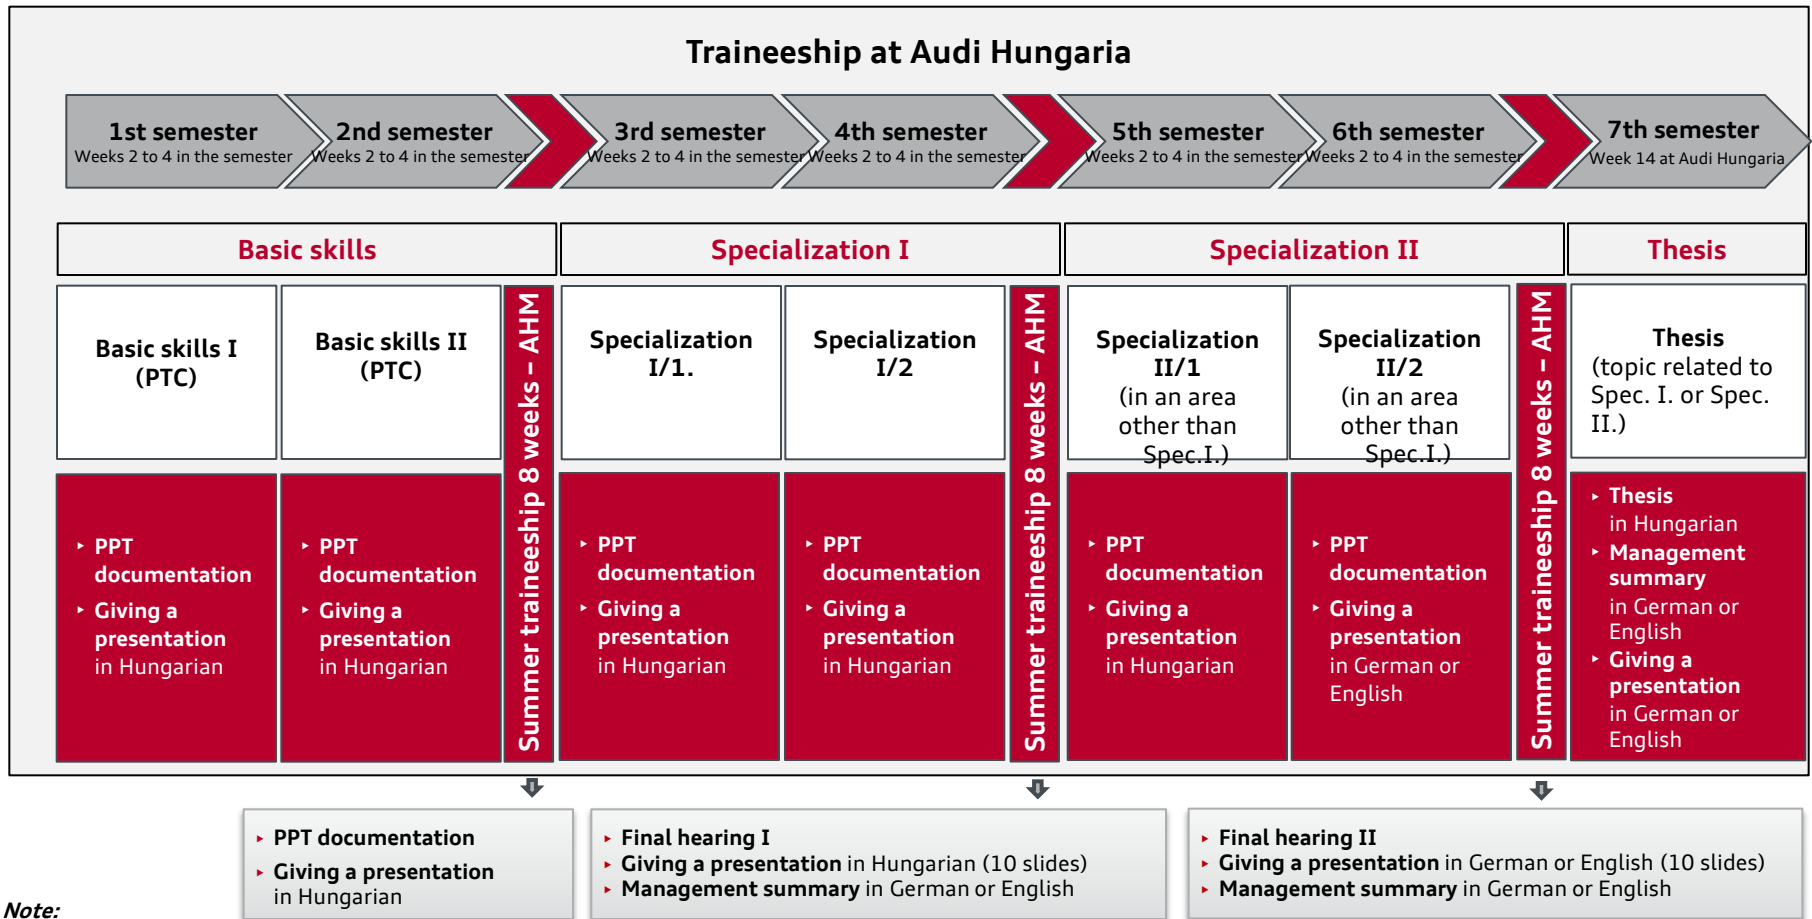 Traineeship at Audi Hungaria
1st semester
Weeks 2 to 4 in the semester
2nd semester
Weeks 2 to 4 in the semester
3rd semester
Weeks 2 to 4 in the semester
4th semester
Weeks 2 to 4 in the semester
5th semester
Weeks 2 to 4 in the semester
6th semester
Weeks 2 to 4 in the semester
7th semester
Week 14 at Audi Hungaria
Basic skills
Specialization I
Specialization II
Thesis
Basic skills I
(PTC)
Basic skills II
(PTC)
Summer traineeship 8 weeks – AHM
Specialization
I/1.
Specialization
I/2
Summer traineeship 8 weeks – AHM
Specialization
II/1
(in an area
other than
Spec.I.)
Specialization
II/2
(in an area
other than
Spec.I.)
Summer traineeship 8 weeks – AHM
Thesis
(topic related to
Spec. I. or Spec.
II.)
‣ PPT
documentation
‣ Giving a
presentation
in Hungarian
‣ PPT
documentation
‣ Giving a
presentation
in Hungarian
‣ PPT
documentation
‣ Giving a
presentation
in Hungarian
‣ PPT
documentation
‣ Giving a
presentation
in Hungarian
‣ PPT
documentation
‣ Giving a
presentation
in Hungarian
‣ PPT
documentation
‣ Giving a
presentation
in German or
English
‣ Thesis
in Hungarian
‣ Management
summary
in German or
English
‣ Giving a
presentation
in German or
English
‣ PPT documentation
‣ Giving a presentation
in Hungarian
‣ Final hearing I
‣ Giving a presentation in Hungarian (10 slides)
‣ Management summary in German or English
‣ Final hearing II
‣ Giving a presentation in German or English (10 slides)
‣ Management summary in German or English
Note: